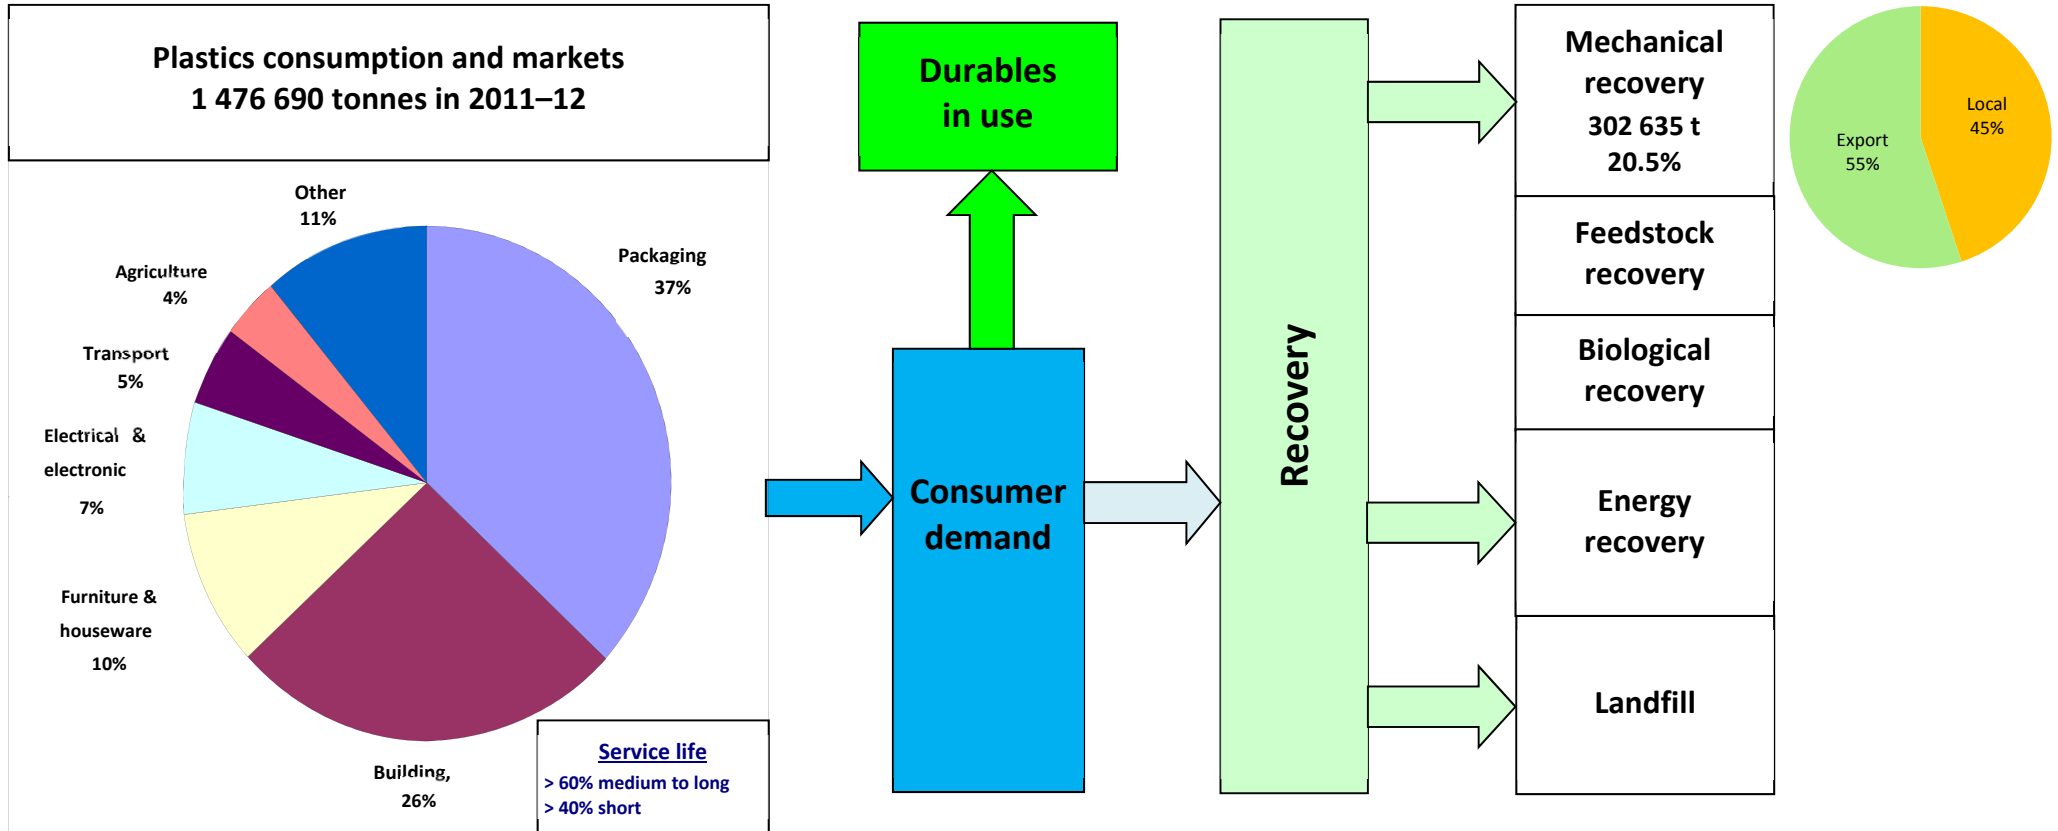 Plastics consumption and markets
1 476 690 tonnes in 2011–12
Other
11%
Packaging
37%
Agriculture
4%
Transport
5%
Electrical &
electronic
7%
Furniture &
houseware
10%
Building,
26%
Service life
> 60% medium to long
> 40% short
Durables
in use
Consumer
demand
Recovery
Mechanical
recovery
302 635 t
20.5%
Feedstock
recovery
Biological
recovery
Energy
recovery
Landfill
Local
45%
Export
55%